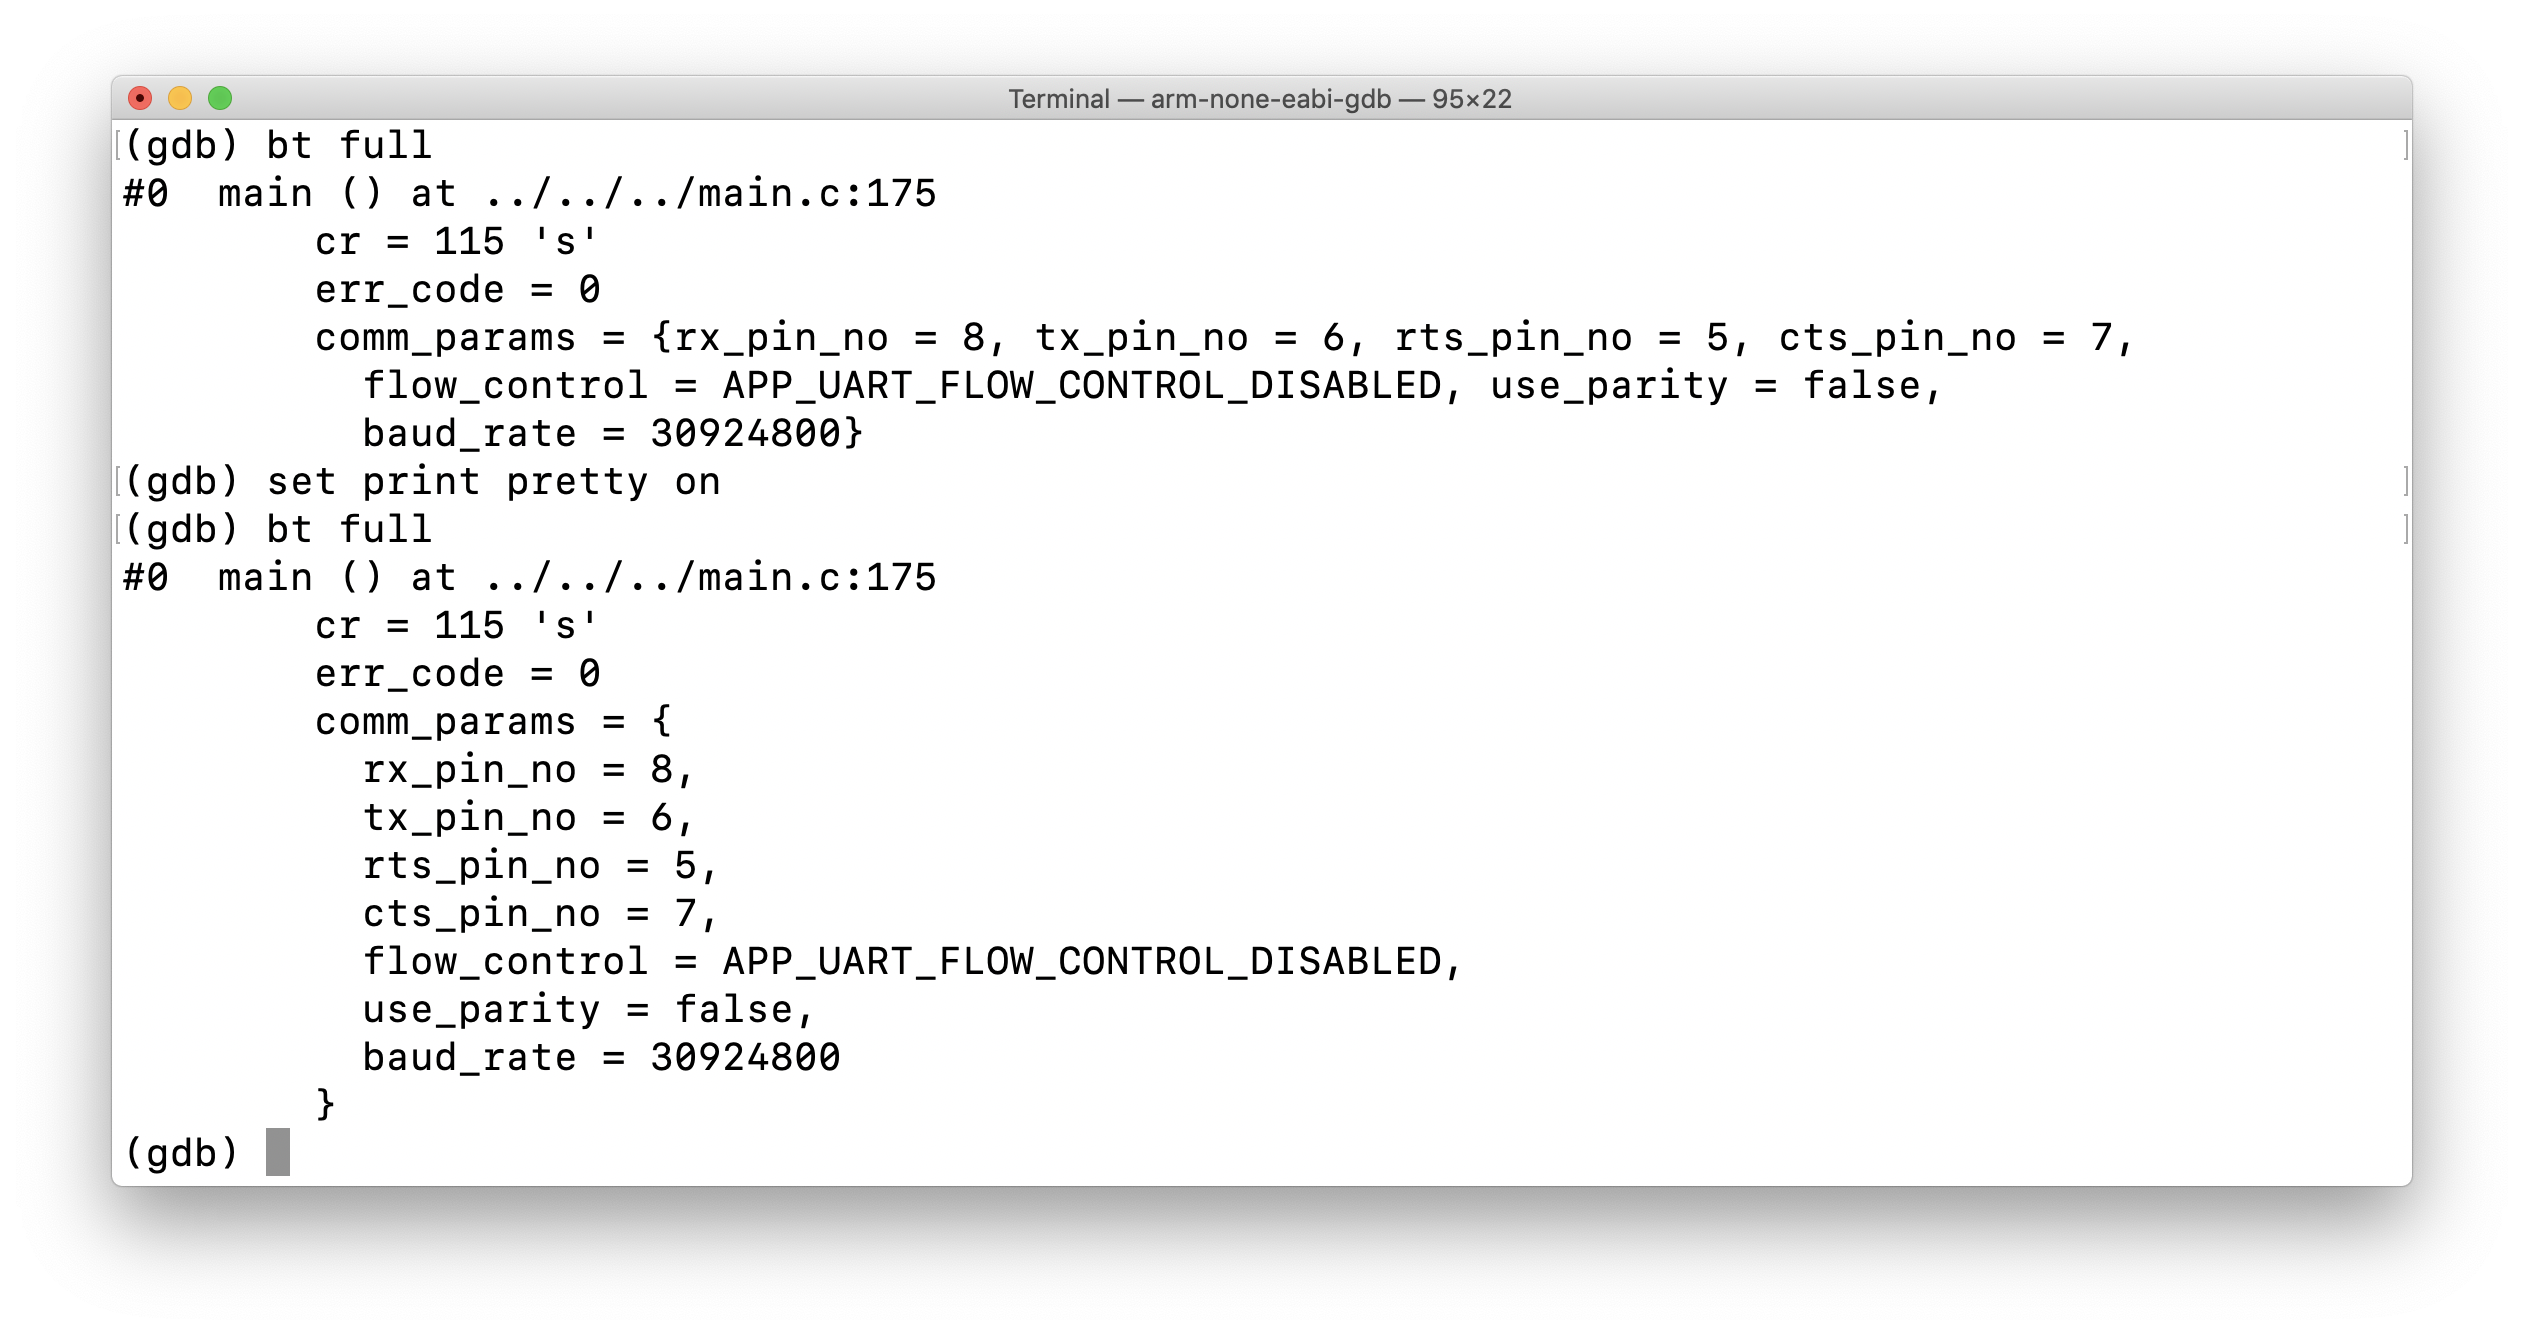 Terminal — arm-none-eabi-gdb — 95×22
(gdb) bt full
#0  main () at ../../../main.c:175
        cr = 115 's'
        err_code = 0
        comm_params = {rx_pin_no = 8, tx_pin_no = 6, rts_pin_no = 5, cts_pin_no = 7,
          flow_control = APP_UART_FLOW_CONTROL_DISABLED, use_parity = false,
          baud_rate = 30924800}
(gdb) set print pretty on
(gdb) bt full
#0  main () at ../../../main.c:175
        cr = 115 's'
        err_code = 0
        comm_params = {
          rx_pin_no = 8,
          tx_pin_no = 6,
          rts_pin_no = 5,
          cts_pin_no = 7,
          flow_control = APP_UART_FLOW_CONTROL_DISABLED,
          use_parity = false,
          baud_rate = 30924800
        }
(gdb)